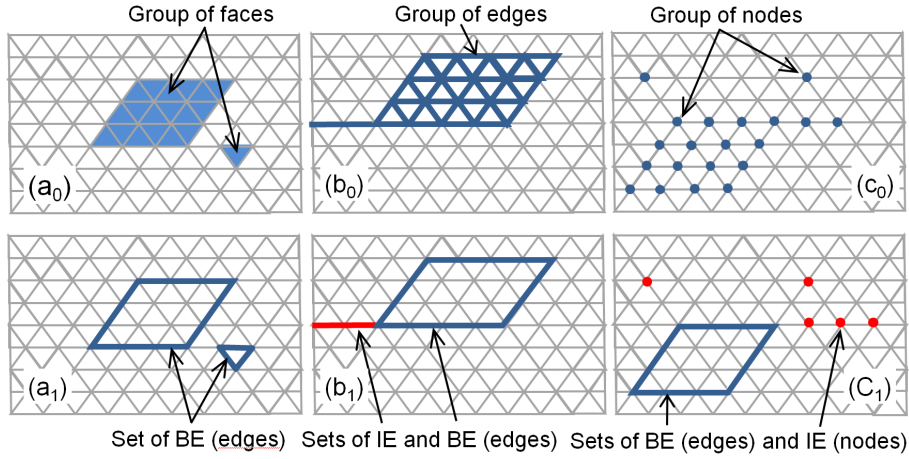 Group of faces
Group of edges
Group of nodes
(a0)
(b0)
(c0)
(a1)
(b1)
(C1)
Set of BE (edges)
Sets of IE and BE (edges)
Sets of BE (edges) and IE (nodes)